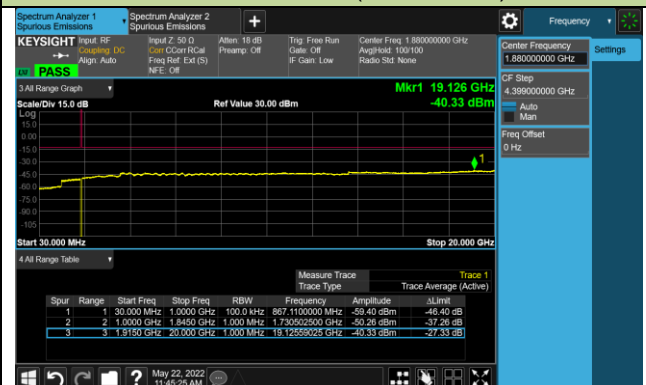 Spectrum Analyzer 1
Spurious Emissions
Spectrum Analyzer 2
Spurious Emissions
+
Frequency
KEYSIGHT
Input: RF
Coupling: DC
Align: Auto
Input Z: 50 Ω
Corr CCorr RCal
Freq Ref: Ext (S)
NFE: Off
Atten: 18 dB
Preamp: Off
Trig: Free Run
Gate: Off
IF Gain: Low
Center Freq: 1.880000000 GHz
Avg|Hold: 100/100
Radio Std: None
PASS
Center Frequency
1.880000000 GHz
Settings
CF Step
4.399000000 GHz
Auto
Man
Freq Offset
0 Hz
3 All Range Graph
Mkr1 19.126 GHz
Scale/Div 15.0 dB
Ref Value 30.00 dBm
-40.33 dBm
Log
15.0
0.00
-15.0
-30.0
-45.0
-60.0
-75.0
-90.0
-105
1
Start 30.000 MHz
Stop 20.000 GHz
4 All Range Table
Measure Trace Trace 1
Trace Type Trace Average (Active)
Spur Range Start Freq Stop Freq RBW Frequency Amplitude ΔLimit
1 1 30.000 MHz 1.0000 GHz 100.0 kHz 867.1100000 MHz -59.40 dBm -46.40 dB
2 2 1.0000 GHz 1.8450 GHz 1.000 MHz 1.730502500 GHz -50.26 dBm -37.26 dB
3 3 1.9150 GHz 20.000 GHz 1.000 MHz 19.12559025 GHz -40.33 dBm -27.33 dB
?
May 22, 2022
11:45:25 AM